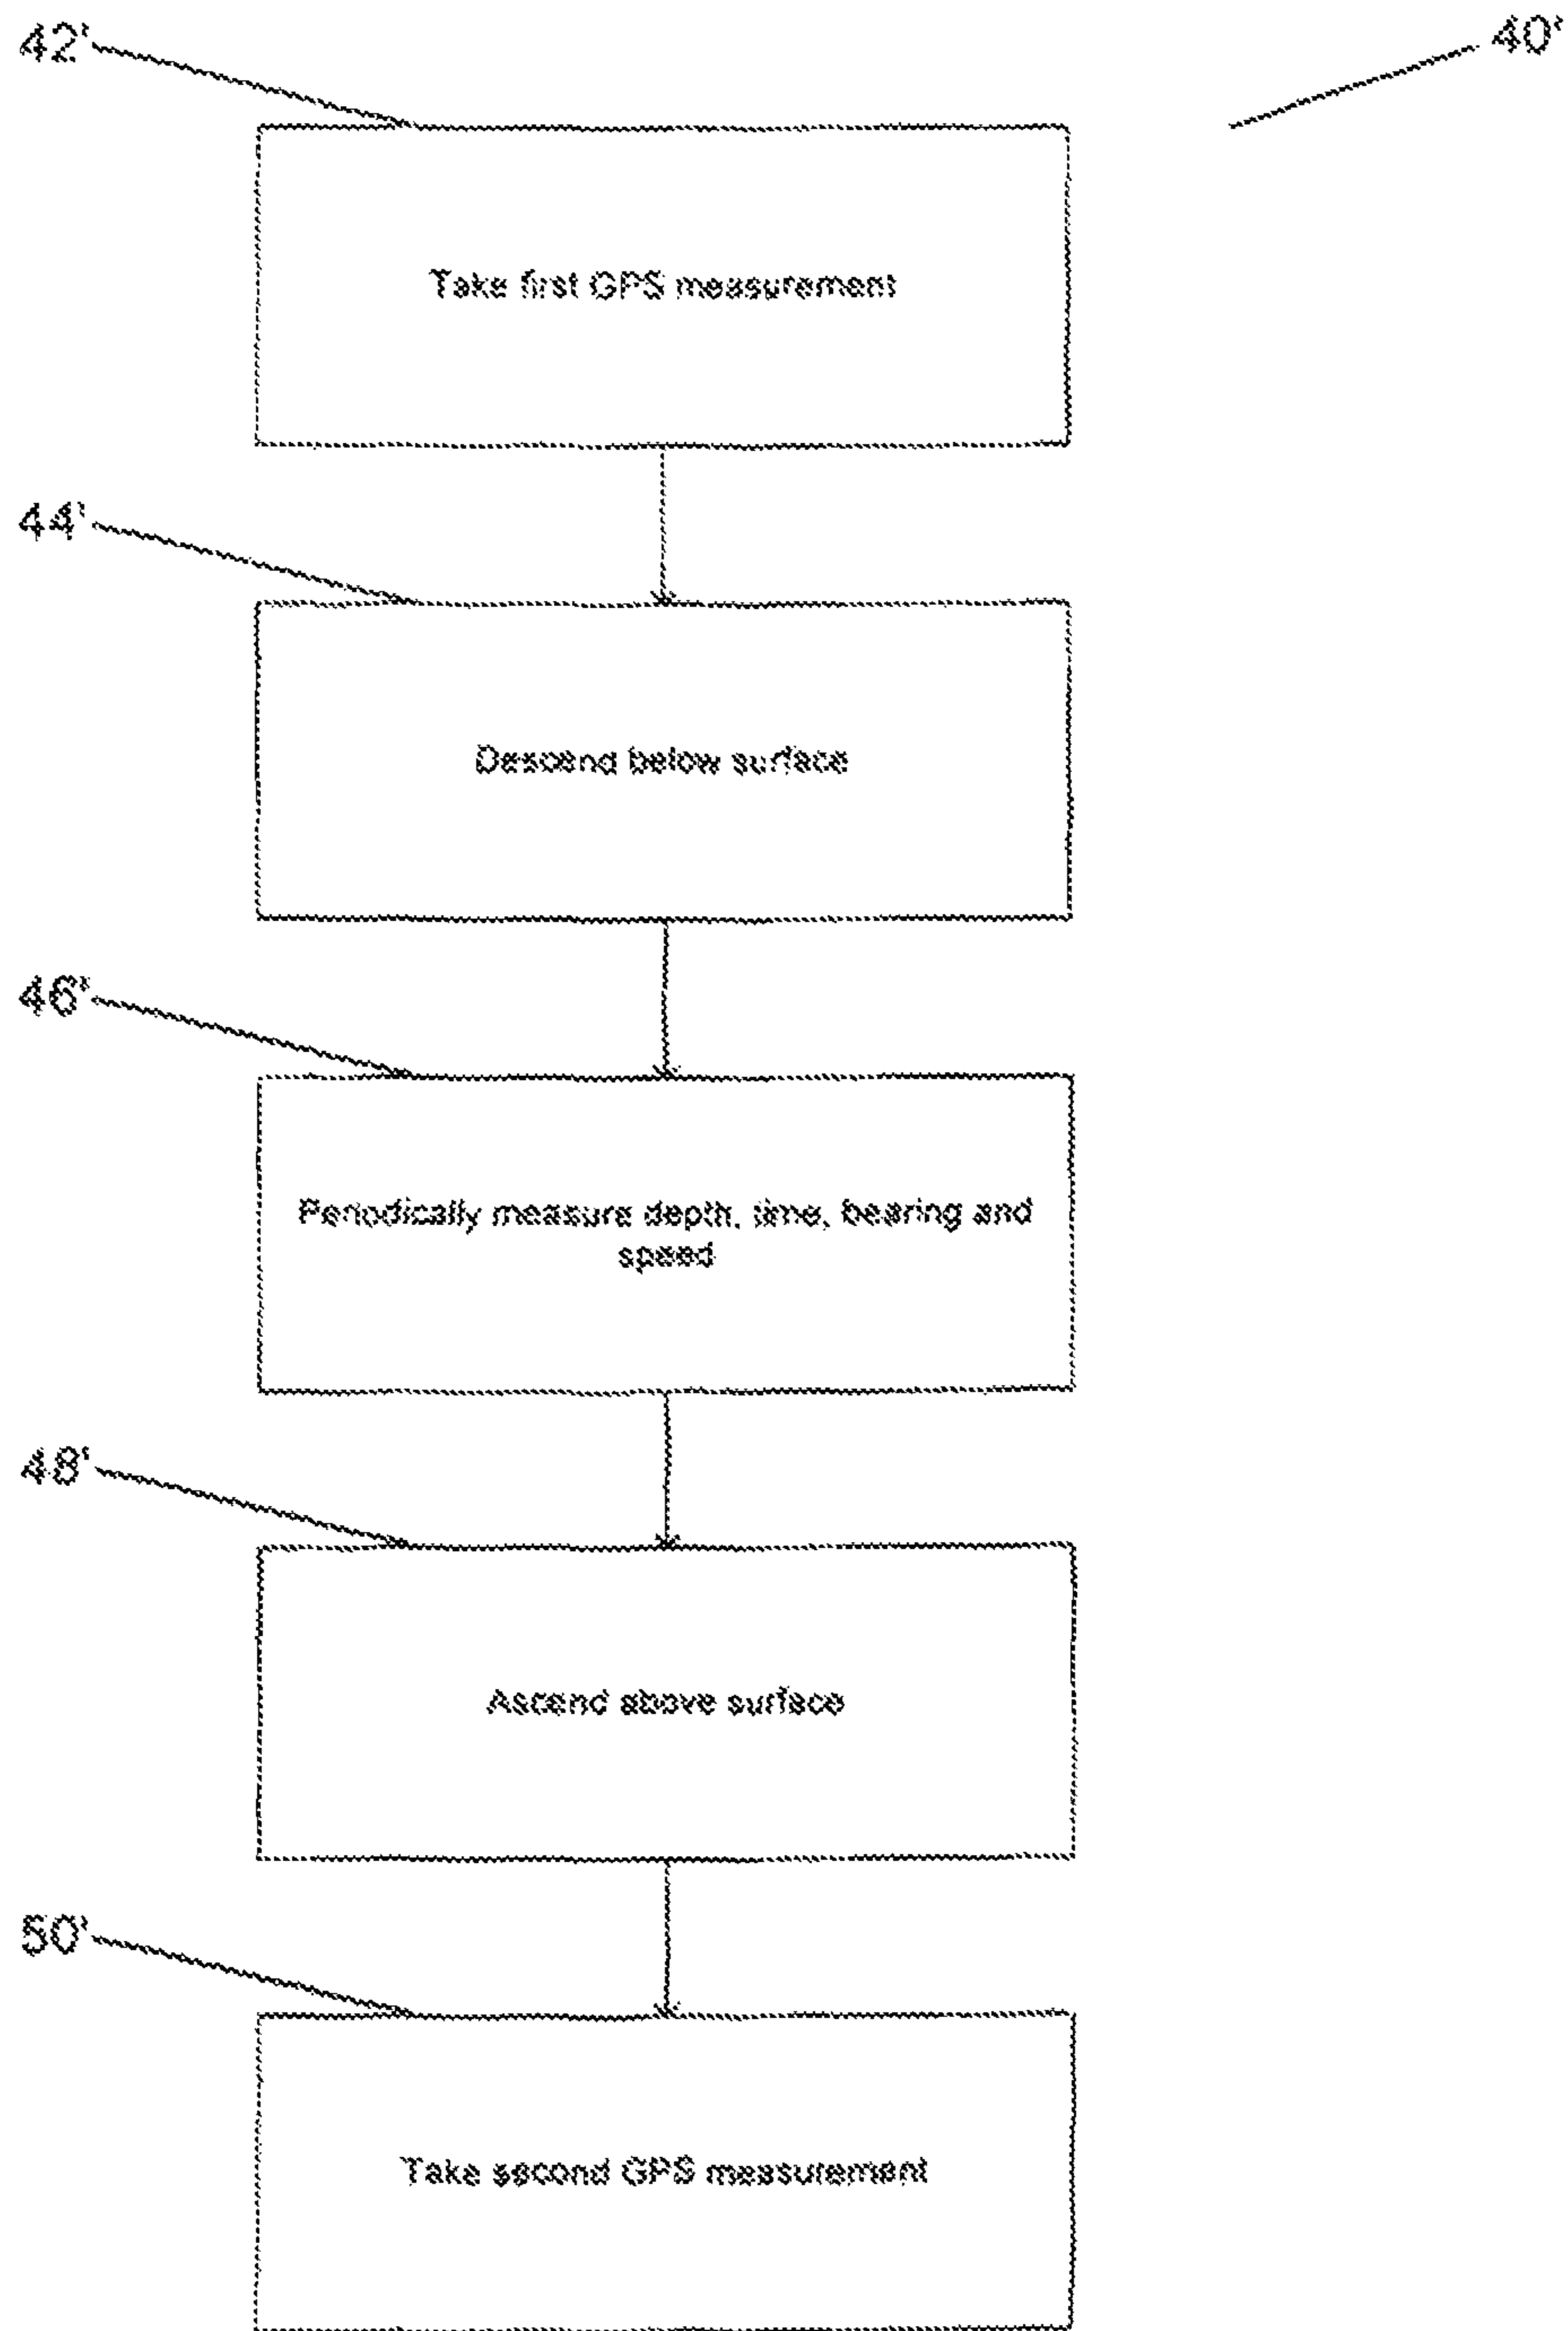 42'
40'
Take first GPS measurement
44'
Descend below surface
46'
Periodically measure depth, time, bearing and
speed
48'
Ascend above surface
50'
Take second GPS measurement